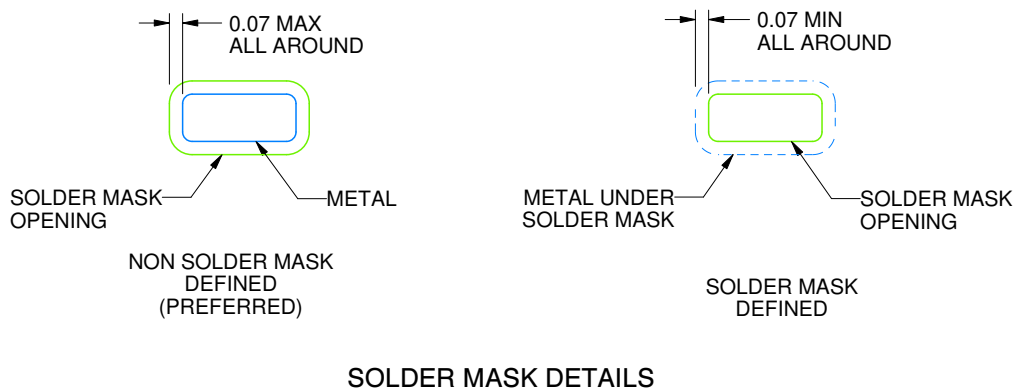 0.07 MAX
ALL AROUND
SOLDER MASK
OPENING
METAL
NON SOLDER MASK
DEFINED
(PREFERRED)
0.07 MIN
ALL AROUND
METAL UNDER
SOLDER MASK
SOLDER MASK
OPENING
SOLDER MASK
DEFINED
SOLDER MASK DETAILS